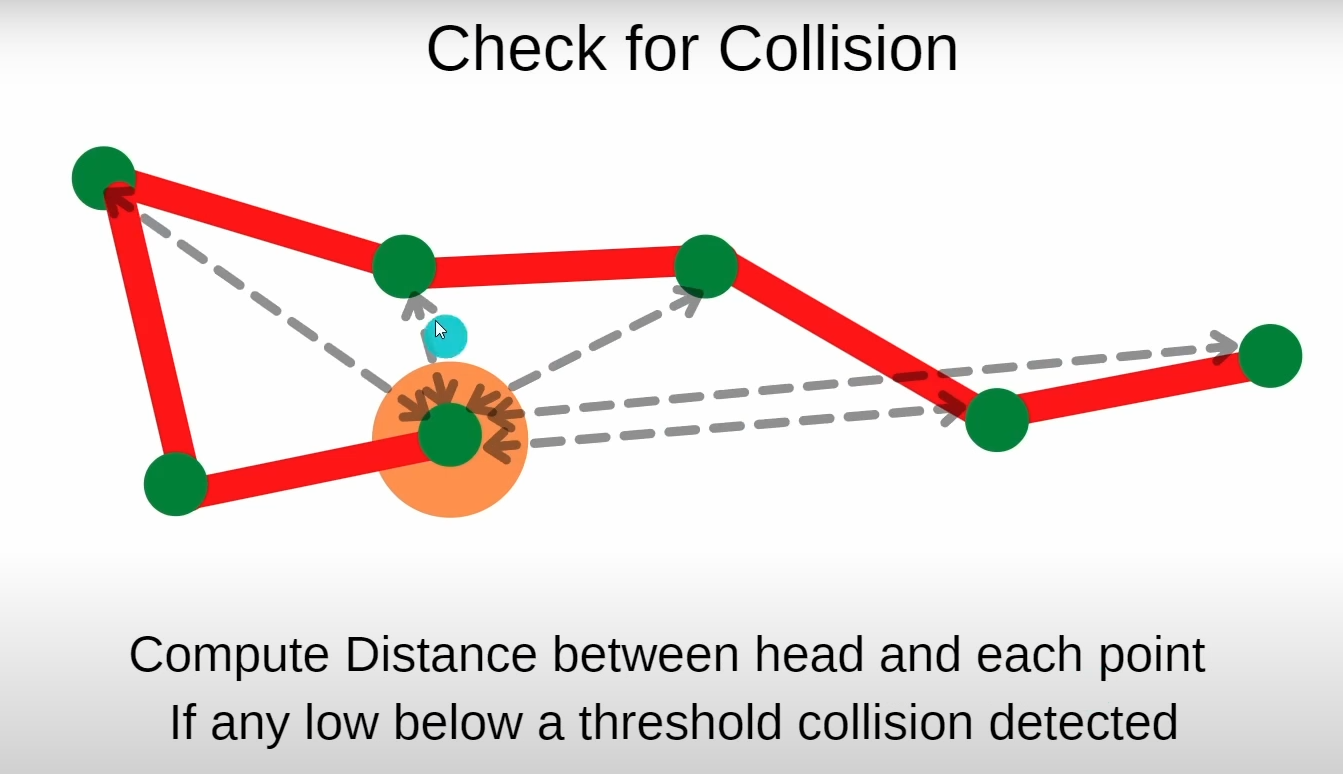 Check for Collision
Compute Distance between head and each point
If any low below a threshold collision detected